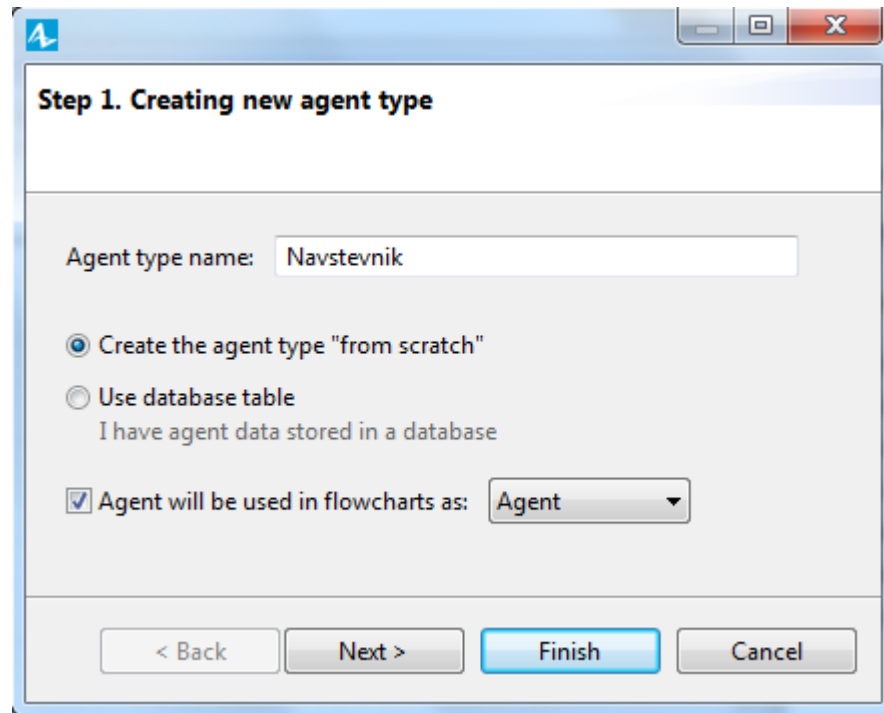 Step 1. Creating new agent type
Agent type name: Navstevnik
Create the agent type "from scratch"
Use database table
I have agent data stored in a database
Agent will be used in flowcharts as: Agent
< Back Next > Finish Cancel